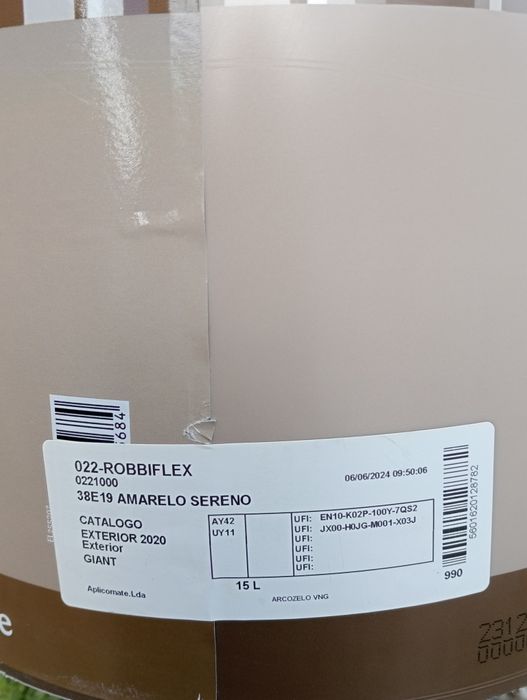 684
022-ROBBIFLEX
0221000
38E19 AMARELO SERENO
06/06/2024 09:50:06
CATALOGO
EXTERIOR 2020
Exterior
GIANT
AY42
UY11
UFI: EN10-K02P-100Y-7QS2
UFI: JX00-H0JG-M001-X03J
UFI:
UFI:
UFI:
UFI:
15 L
Aplicomate.Lda
ARCOZELO VNG
5601620128782
990
e
2312
0000